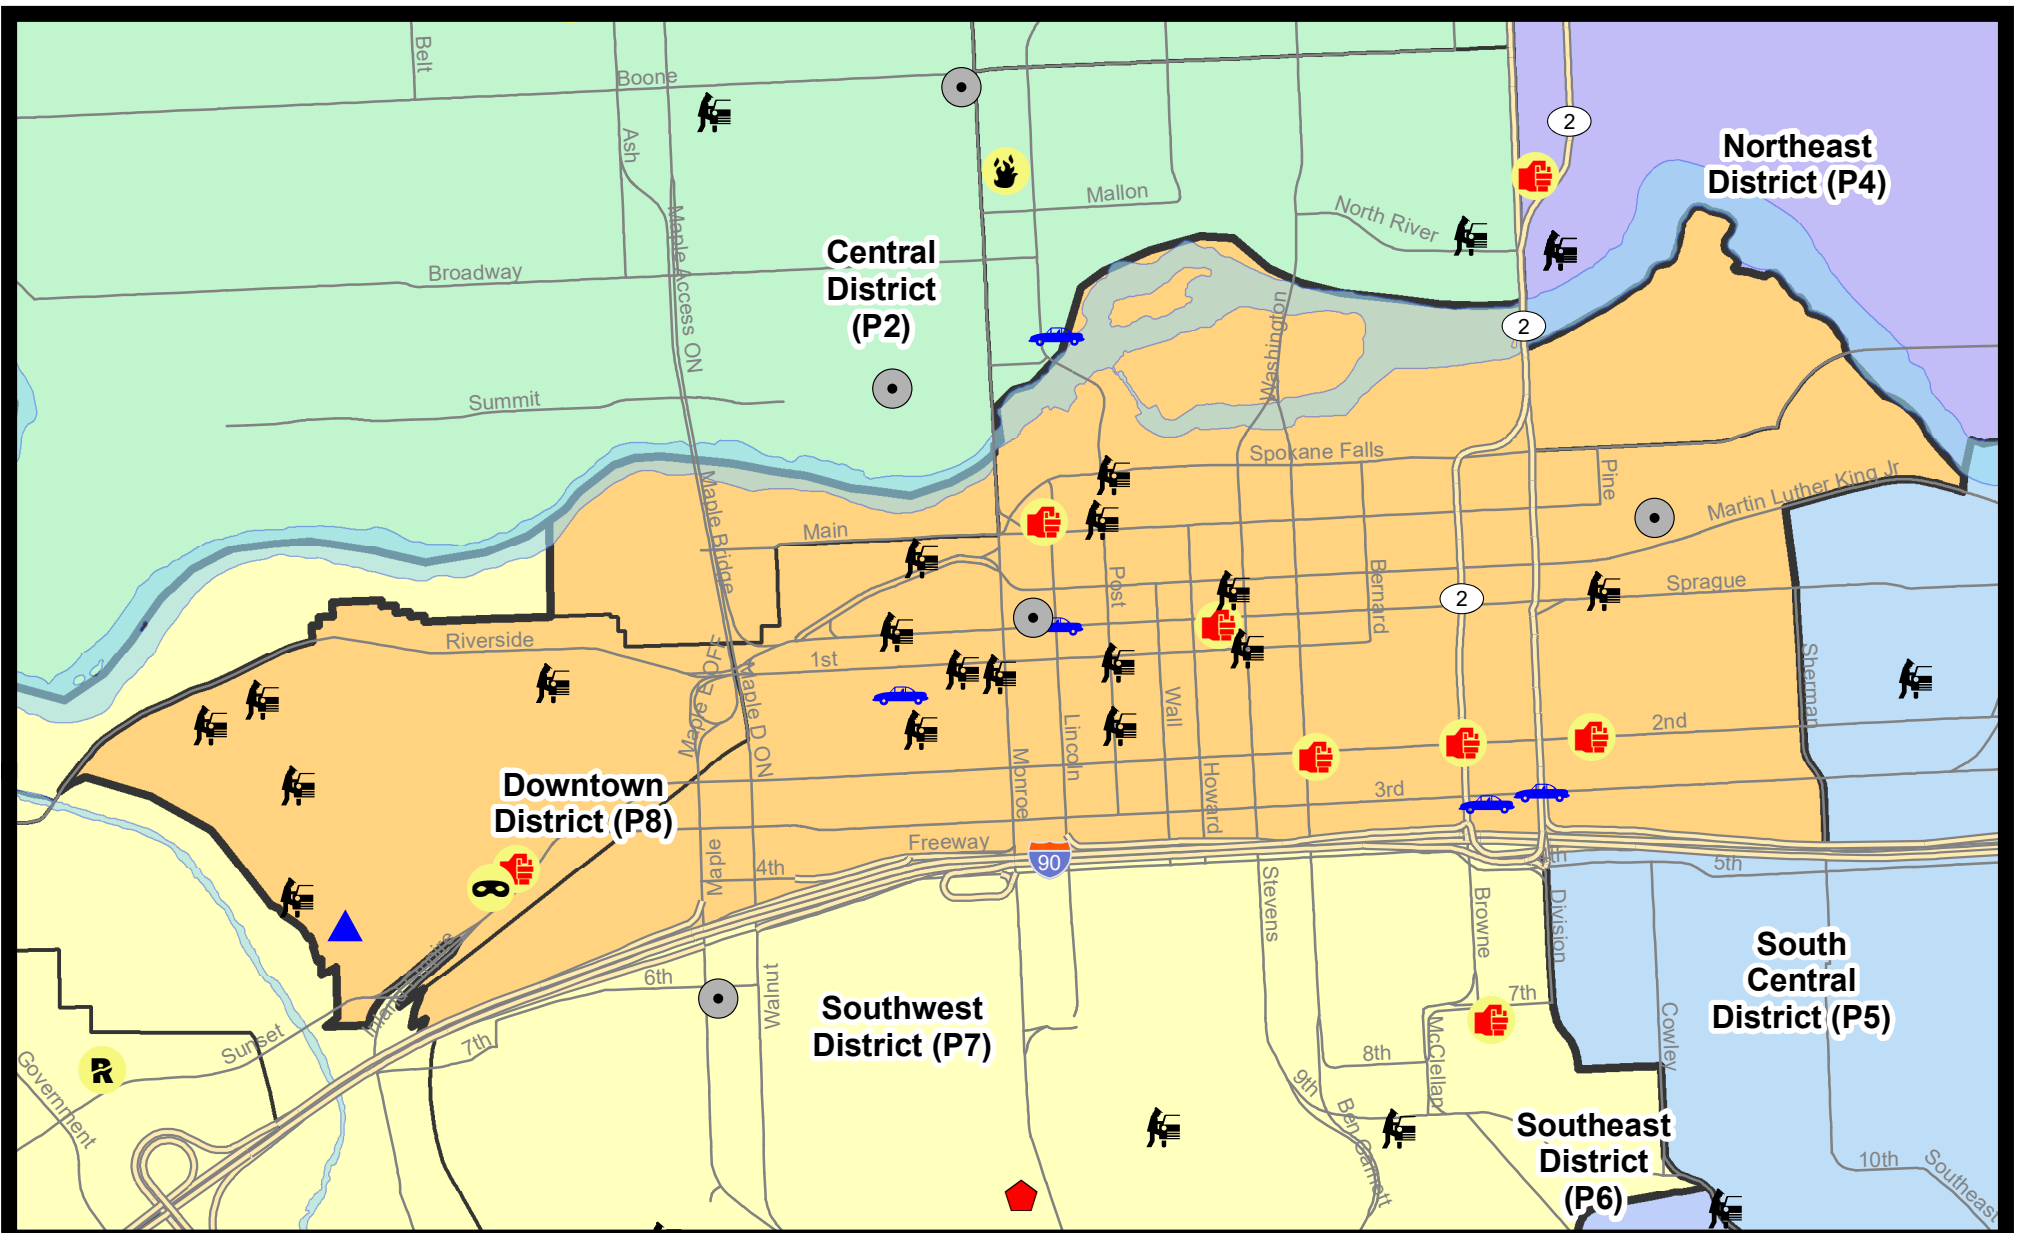 Belt
Boone
Ash
2
Northeast
District (P4)
Mallon
North River
Maple Access ON
Central
District
(P2)
Broadway
Washington
2
Summit
Spokane Falls
Pine
Martin Luther King Jr
Maple Bridge
Main
Post
Bernard
2
Sprague
Riverside
1st
Maple E OFF
Maple D ON
Wall
Lincoln
Monroe
Howard
Sherman
2nd
3rd
Downtown
District (P8)
Freeway
90
4th
4th
5th
Maple
Stevens
Browne
Division
South
Central
District (P5)
6th
Walnut
Southwest
District (P7)
7th
7th
Sunset
Government
McClellan
Cowley
8th
9th
Ben Garnett
Southeast
District
(P6)
10th
Southeast
R